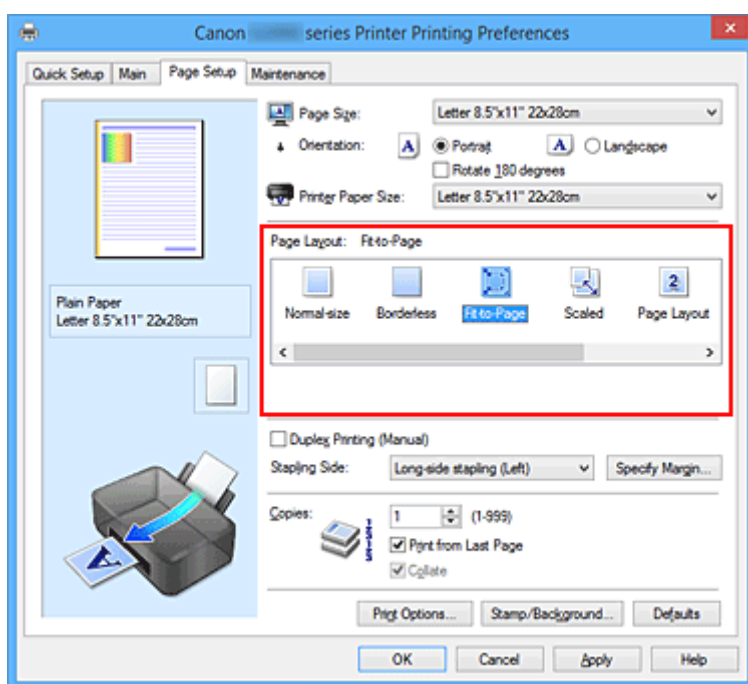 Canon series Printer Printing Preferences
Quick Setup Main Page Setup Maintenance
Page Size: Letter 8.5"x11" 22x28cm
Orientation: A Portrait A Landscape
Rotate 180 degrees
Printer Paper Size: Letter 8.5"x11" 22x28cm
Page Layout: Fit-to-Page
Normal-size Borderless Fit-to-Page Scaled 2 Page Layout
Plain Paper
Letter 8.5"x11" 22x28cm
Duplex Printing (Manual)
Stapling Side: Long-side stapling (Left) Specify Margin...
Copies: 1 (1-999)
Print from Last Page
Collate
A
Print Options... Stamp/Background... Defaults
OK Cancel Apply Help